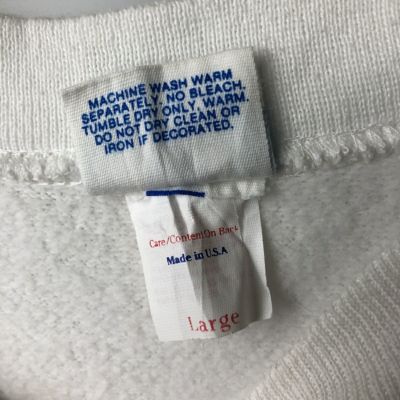 MACHINE WASH WARM
SEPARATELY. NO BLEACH.
TUMBLE DRY ONLY, WARM.
DO NOT DRY CLEAN OR
IRON IF DECORATED.
Care/Content On Back
Made in U.S.A
Large